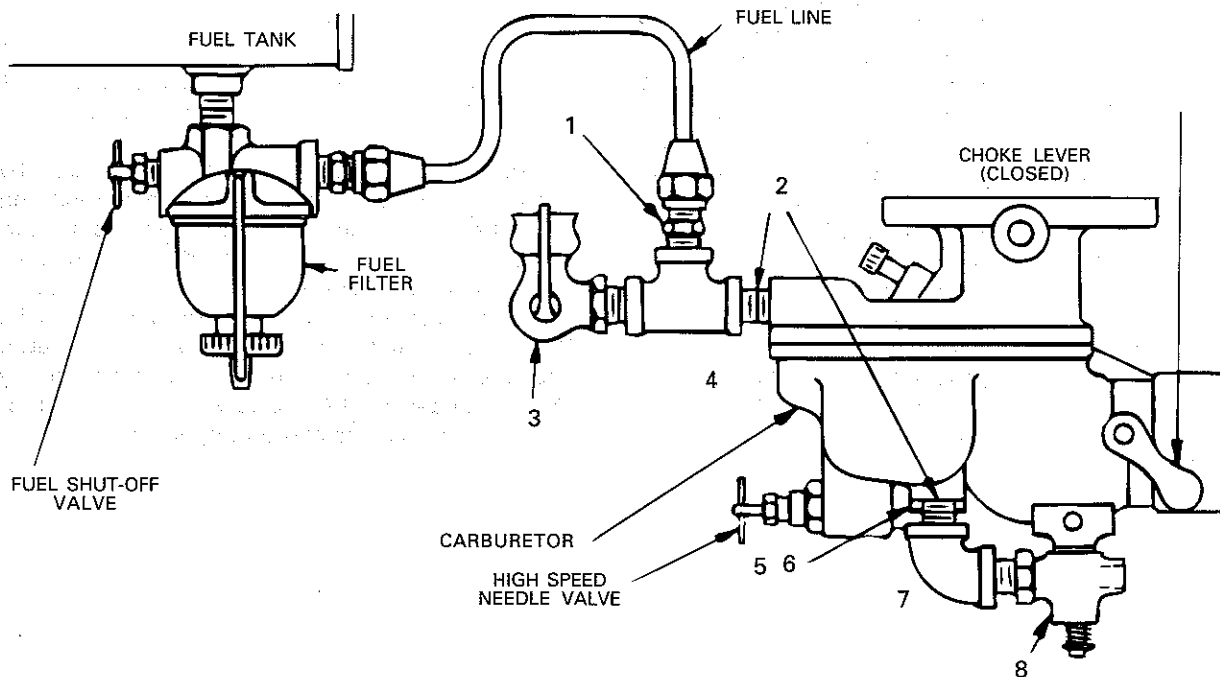 FUEL TANK
FUEL LINE
1
2
CHOKE LEVER
(CLOSED)
FUEL
FILTER
3
4
FUEL SHUT-OFF
VALVE
CARBURETOR
HIGH SPEED
NEEDLE VALVE
5 6
7
8